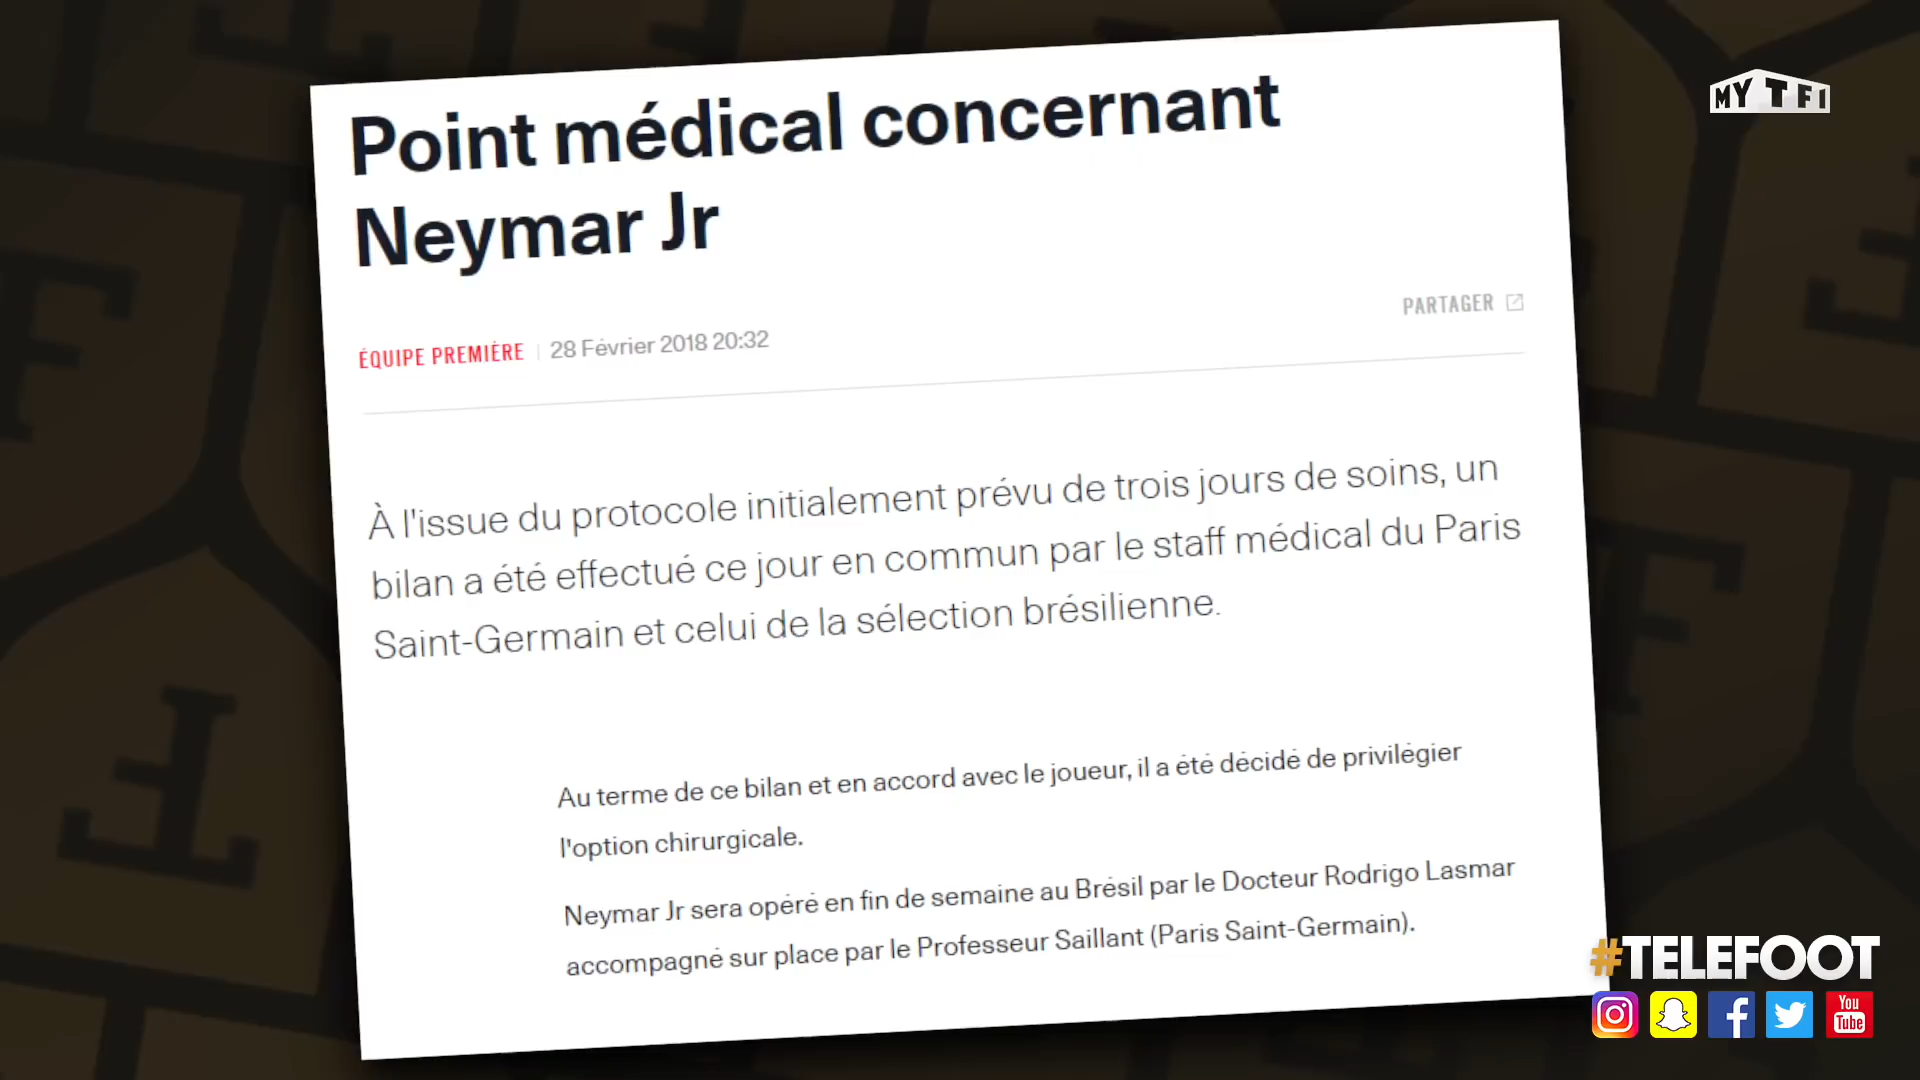 MY TF1
Point médical concernant
Neymar Jr
ÉQUIPE PREMIÈRE | 28 Février 2018 20:32
PARTAGER
À l'issue du protocole initialement prévu de trois jours de soins, un
bilan a été effectué ce jour en commun par le staff médical du Paris
Saint-Germain et celui de la sélection brésilienne.
Au terme de ce bilan et en accord avec le joueur, il a été décidé de privilégier
l'option chirurgicale.
Neymar Jr sera opéré en fin de semaine au Brésil par le Docteur Rodrigo Lasmar
accompagné sur place par le Professeur Saillant (Paris Saint-Germain).
#TELEFOOT
You
Tube